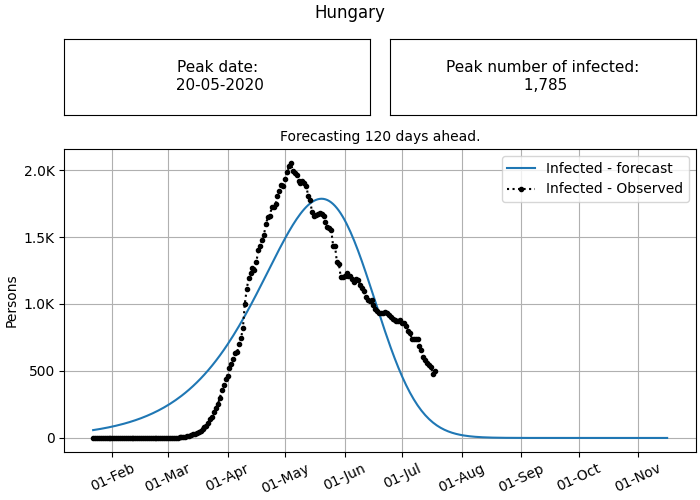 Hungary
Peak date:
20-05-2020
Peak number of infected:
1,785
Forecasting 120 days ahead.
Infected - forecast
Infected - Observed
Persons
2.0K
1.5K
1.0K
500
0
01-Feb
01-Mar
01-Apr
01-May
01-Jun
01-Jul
01-Aug
01-Sep
01-Oct
01-Nov